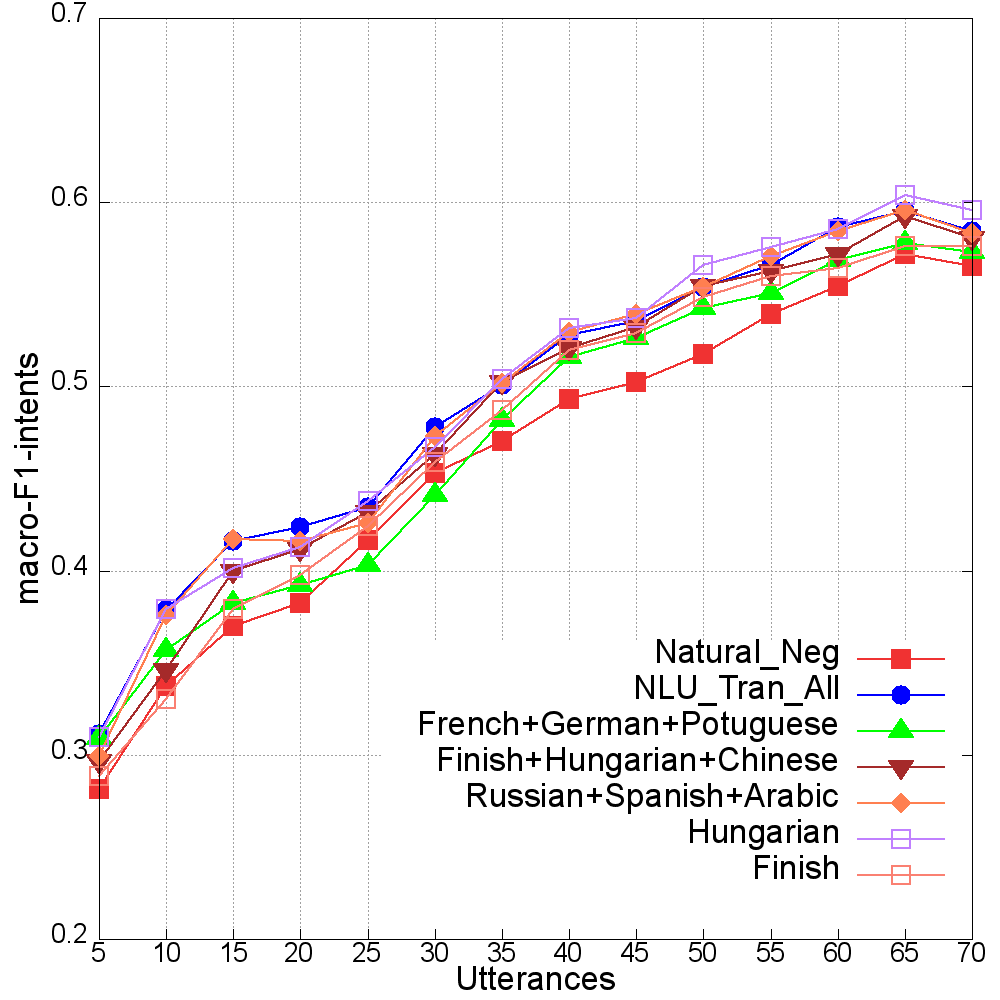 0.7
0.6
0.5
0.4
0.3
0.2
macro-F1-intents
Natural_Neg
NLU_Tran_All
French+German+Potuguese
Finish+Hungarian+Chinese
Russian+Spanish+Arabic
Hungarian
Finish
5 10 15 20 25 30 35 40 45 50 55 60 65 70
Utterances